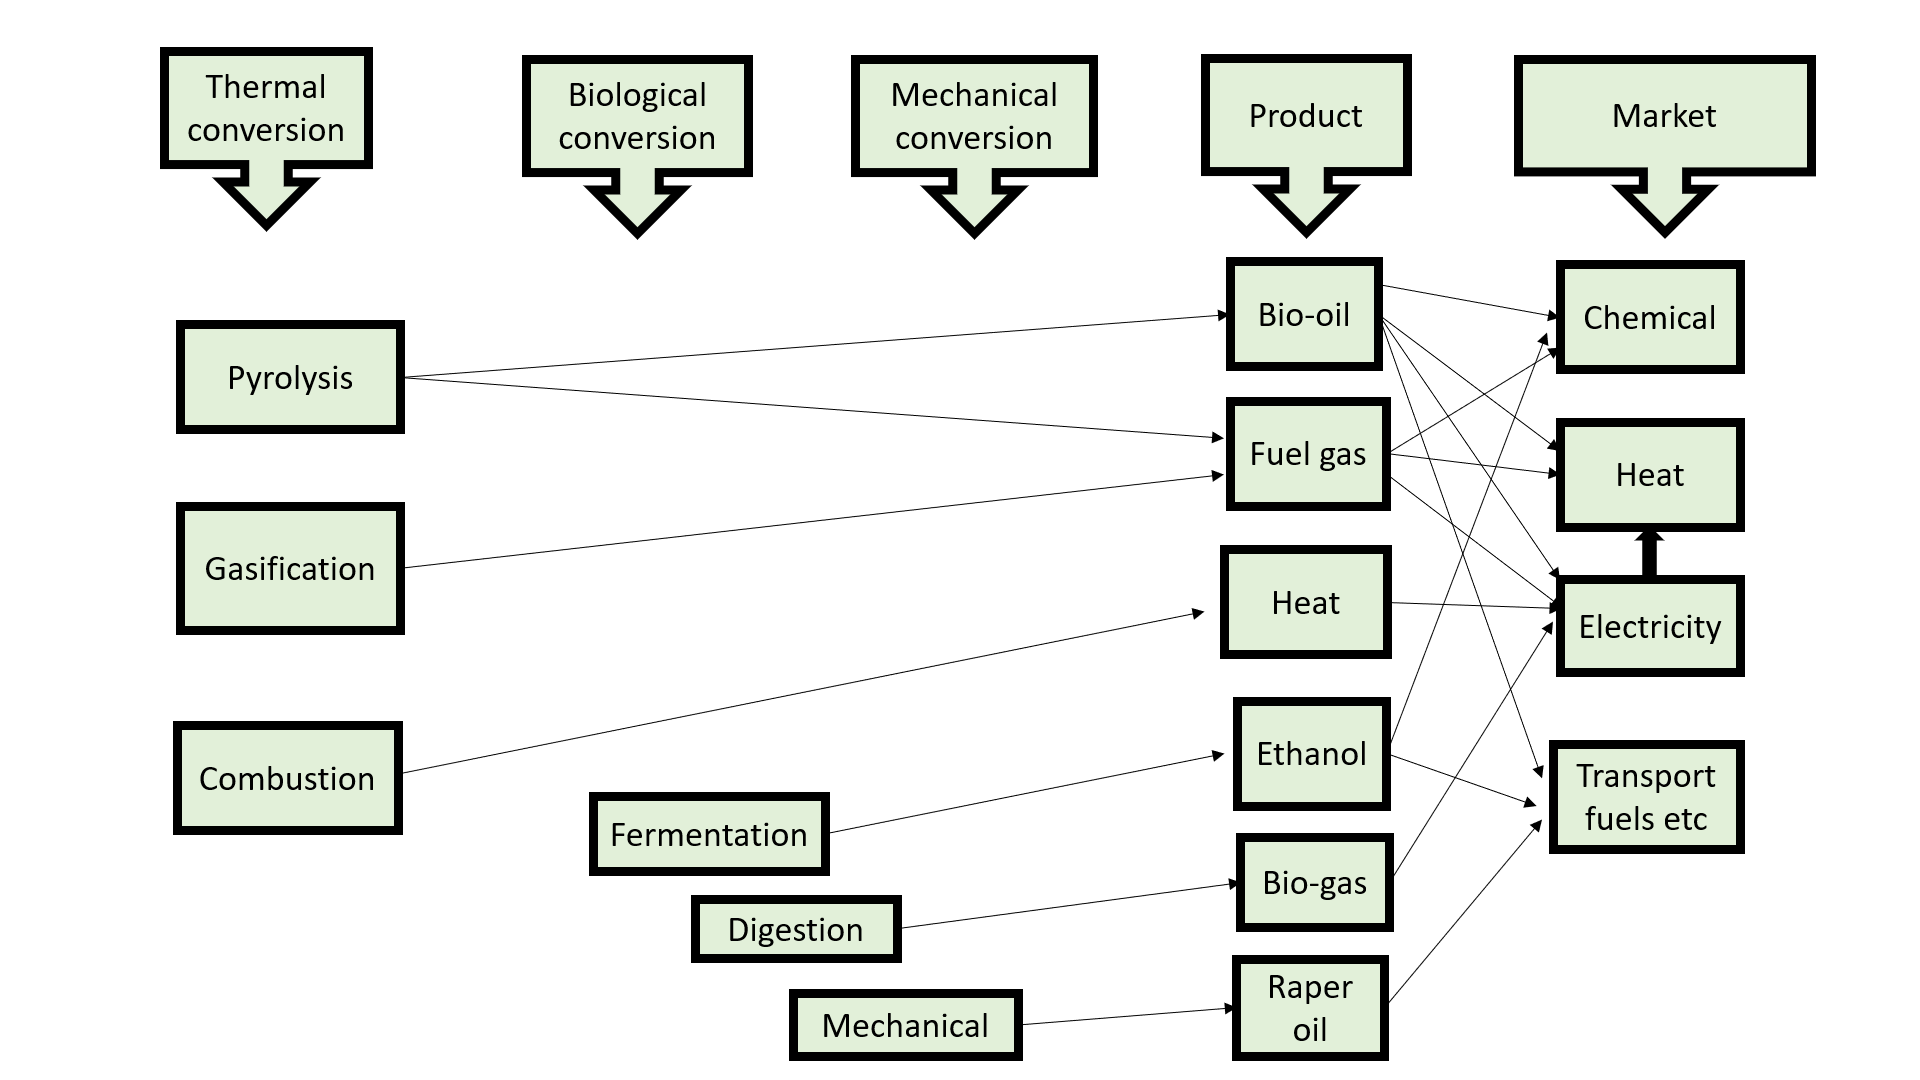 Thermal
conversion
Biological
conversion
Mechanical
conversion
Product
Market
Bio-oil
Chemical
Pyrolysis
Fuel gas
Heat
Gasification
Heat
Electricity
Combustion
Ethanol
Transport
fuels etc
Fermentation
Bio-gas
Digestion
Raper
oil
Mechanical